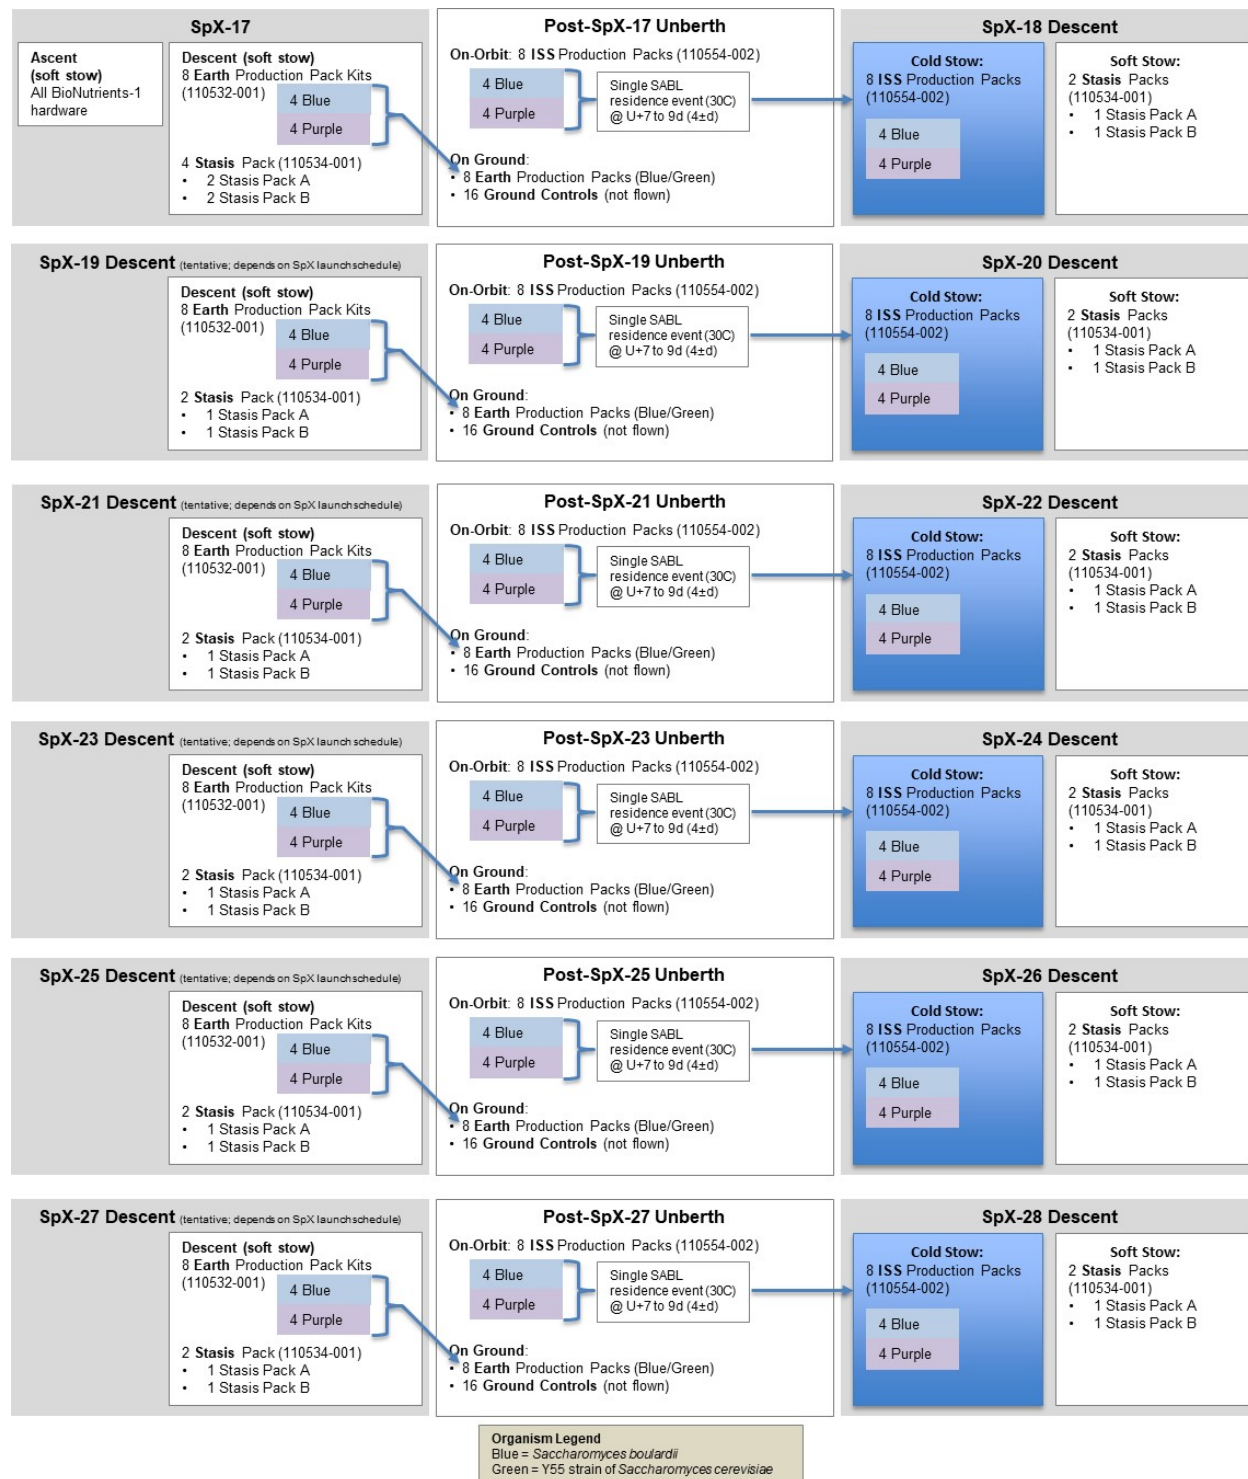 SpX-17
Ascent
(soft stow)
All BioNutrients-1
hardware
Descent (soft stow)
8 Earth Production Pack Kits
(110532-001)
4 Blue
4 Purple
4 Stasis Pack (110534-001)
• 2 Stasis Pack A
• 2 Stasis Pack B
Post-SpX-17 Unberth
On-Orbit: 8 ISS Production Packs (110554-002)
4 Blue
4 Purple
Single SABL
residence event (30C)
@ U+7 to 9d (4±d)
On Ground:
• 8 Earth Production Packs (Blue/Green)
• 16 Ground Controls (not flown)
SpX-18 Descent
Cold Stow:
8 ISS Production Packs
(110554-002)
4 Blue
4 Purple
Soft Stow:
2 Stasis Packs
(110534-001)
• 1 Stasis Pack A
• 1 Stasis Pack B
SpX-19 Descent (tentative; depends on SpX launch schedule)
Descent (soft stow)
8 Earth Production Pack Kits
(110532-001)
4 Blue
4 Purple
2 Stasis Pack (110534-001)
• 1 Stasis Pack A
• 1 Stasis Pack B
Post-SpX-19 Unberth
On-Orbit: 8 ISS Production Packs (110554-002)
4 Blue
4 Purple
Single SABL
residence event (30C)
@ U+7 to 9d (4±d)
On Ground:
• 8 Earth Production Packs (Blue/Green)
• 16 Ground Controls (not flown)
SpX-20 Descent
Cold Stow:
8 ISS Production Packs
(110554-002)
4 Blue
4 Purple
Soft Stow:
2 Stasis Packs
(110534-001)
• 1 Stasis Pack A
• 1 Stasis Pack B
SpX-21 Descent (tentative; depends on SpX launch schedule)
Descent (soft stow)
8 Earth Production Pack Kits
(110532-001)
4 Blue
4 Purple
2 Stasis Pack (110534-001)
• 1 Stasis Pack A
• 1 Stasis Pack B
Post-SpX-21 Unberth
On-Orbit: 8 ISS Production Packs (110554-002)
4 Blue
4 Purple
Single SABL
residence event (30C)
@ U+7 to 9d (4±d)
On Ground:
• 8 Earth Production Packs (Blue/Green)
• 16 Ground Controls (not flown)
SpX-22 Descent
Cold Stow:
8 ISS Production Packs
(110554-002)
4 Blue
4 Purple
Soft Stow:
2 Stasis Packs
(110534-001)
• 1 Stasis Pack A
• 1 Stasis Pack B
SpX-23 Descent (tentative; depends on SpX launch schedule)
Descent (soft stow)
8 Earth Production Pack Kits
(110532-001)
4 Blue
4 Purple
2 Stasis Pack (110534-001)
• 1 Stasis Pack A
• 1 Stasis Pack B
Post-SpX-23 Unberth
On-Orbit: 8 ISS Production Packs (110554-002)
4 Blue
4 Purple
Single SABL
residence event (30C)
@ U+7 to 9d (4±d)
On Ground:
• 8 Earth Production Packs (Blue/Green)
• 16 Ground Controls (not flown)
SpX-24 Descent
Cold Stow:
8 ISS Production Packs
(110554-002)
4 Blue
4 Purple
Soft Stow:
2 Stasis Packs
(110534-001)
• 1 Stasis Pack A
• 1 Stasis Pack B
SpX-25 Descent (tentative; depends on SpX launch schedule)
Descent (soft stow)
8 Earth Production Pack Kits
(110532-001)
4 Blue
4 Purple
2 Stasis Pack (110534-001)
• 1 Stasis Pack A
• 1 Stasis Pack B
Post-SpX-25 Unberth
On-Orbit: 8 ISS Production Packs (110554-002)
4 Blue
4 Purple
Single SABL
residence event (30C)
@ U+7 to 9d (4±d)
On Ground:
• 8 Earth Production Packs (Blue/Green)
• 16 Ground Controls (not flown)
SpX-26 Descent
Cold Stow:
8 ISS Production Packs
(110554-002)
4 Blue
4 Purple
Soft Stow:
2 Stasis Packs
(110534-001)
• 1 Stasis Pack A
• 1 Stasis Pack B
SpX-27 Descent (tentative; depends on SpX launch schedule)
Descent (soft stow)
8 Earth Production Pack Kits
(110532-001)
4 Blue
4 Purple
2 Stasis Pack (110534-001)
• 1 Stasis Pack A
• 1 Stasis Pack B
Post-SpX-27 Unberth
On-Orbit: 8 ISS Production Packs (110554-002)
4 Blue
4 Purple
Single SABL
residence event (30C)
@ U+7 to 9d (4±d)
On Ground:
• 8 Earth Production Packs (Blue/Green)
• 16 Ground Controls (not flown)
SpX-28 Descent
Cold Stow:
8 ISS Production Packs
(110554-002)
4 Blue
4 Purple
Soft Stow:
2 Stasis Packs
(110534-001)
• 1 Stasis Pack A
• 1 Stasis Pack B
Organism Legend
Blue = Saccharomyces boulardii
Green = Y55 strain of Saccharomyces cerevisiae